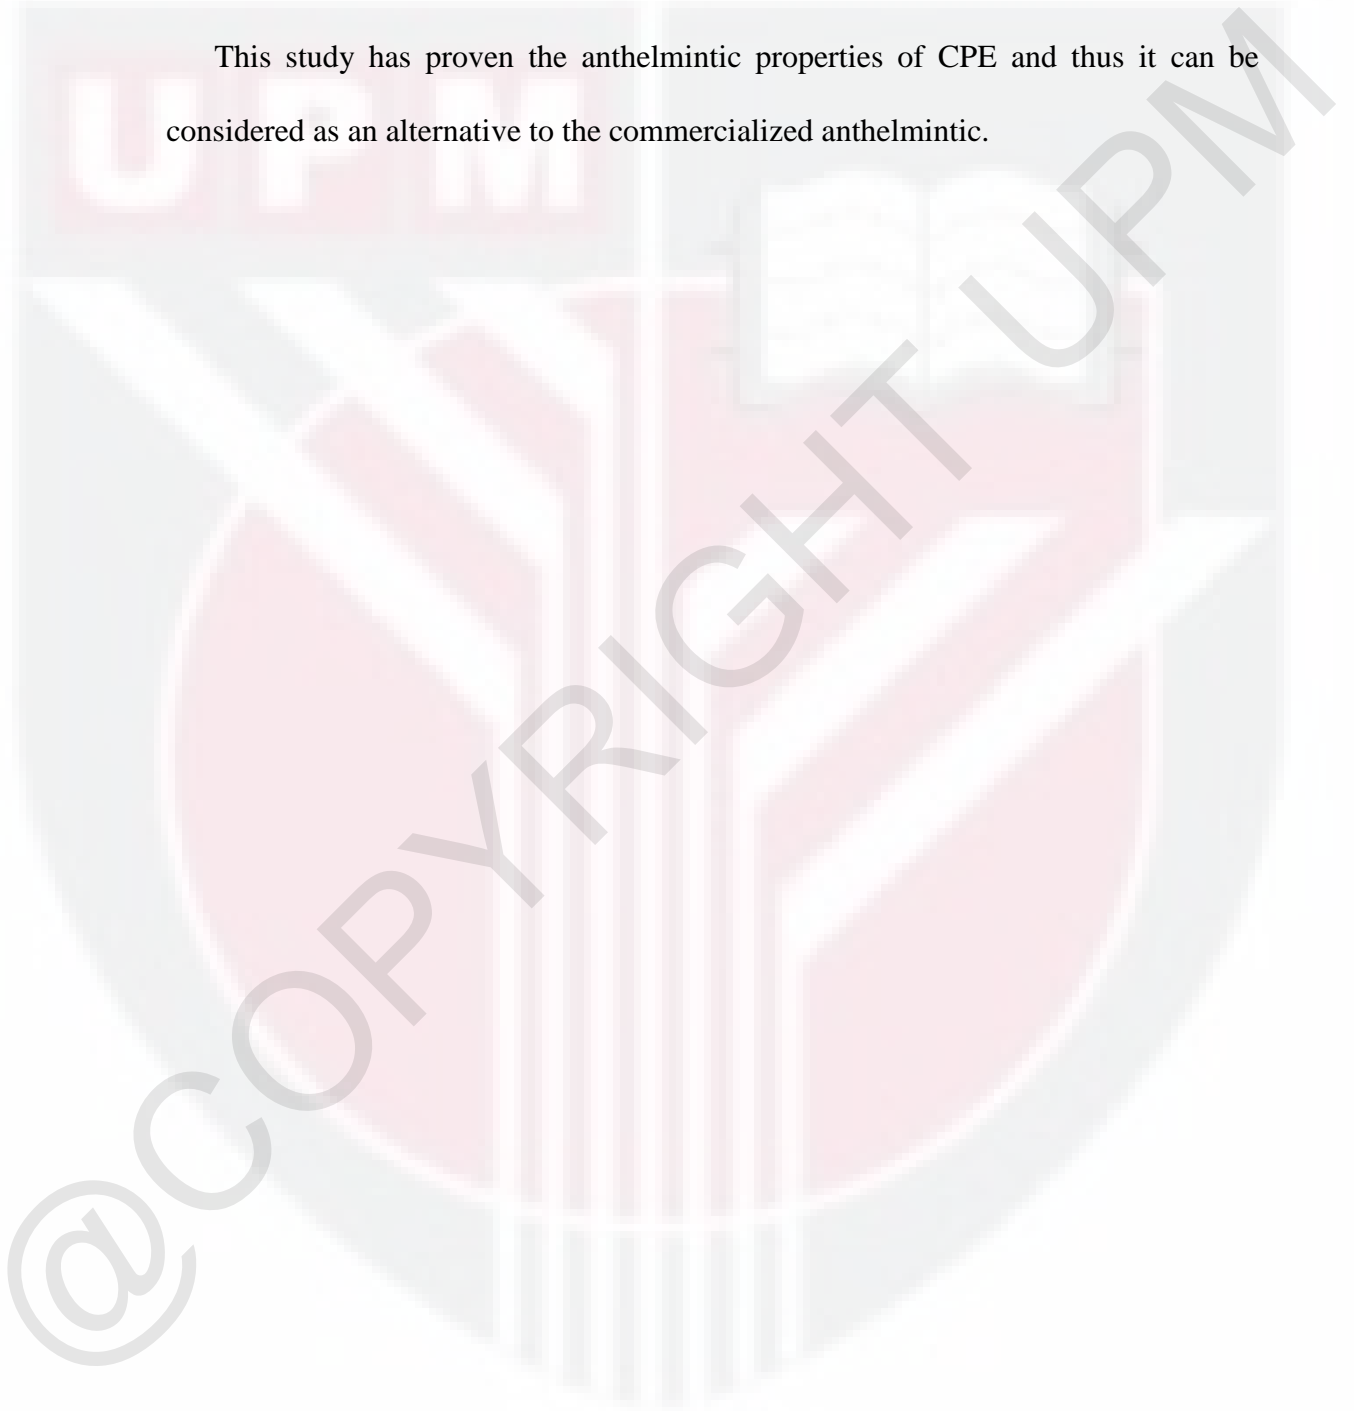 This study has proven the anthelmintic properties of CPE and thus it can be
considered as an alternative to the commercialized anthelmintic.
UPM
@COPYRIGHT UPM